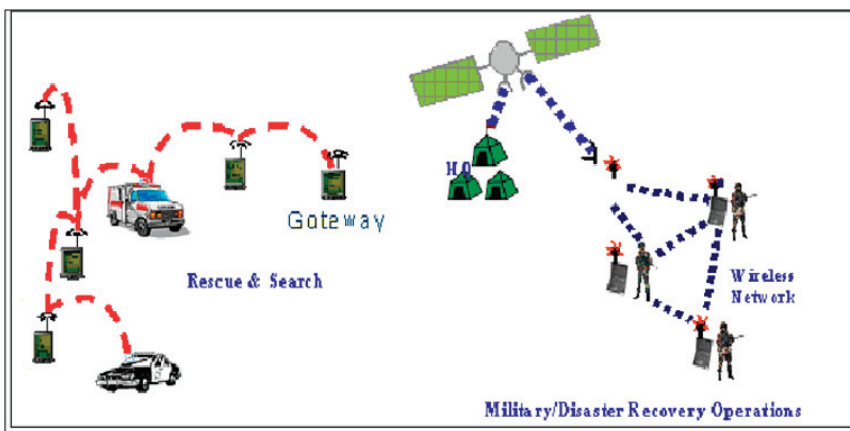 H Q
Goteway
Rescue & Search
Wireless
Network
Military/Disaster Recovery Operations